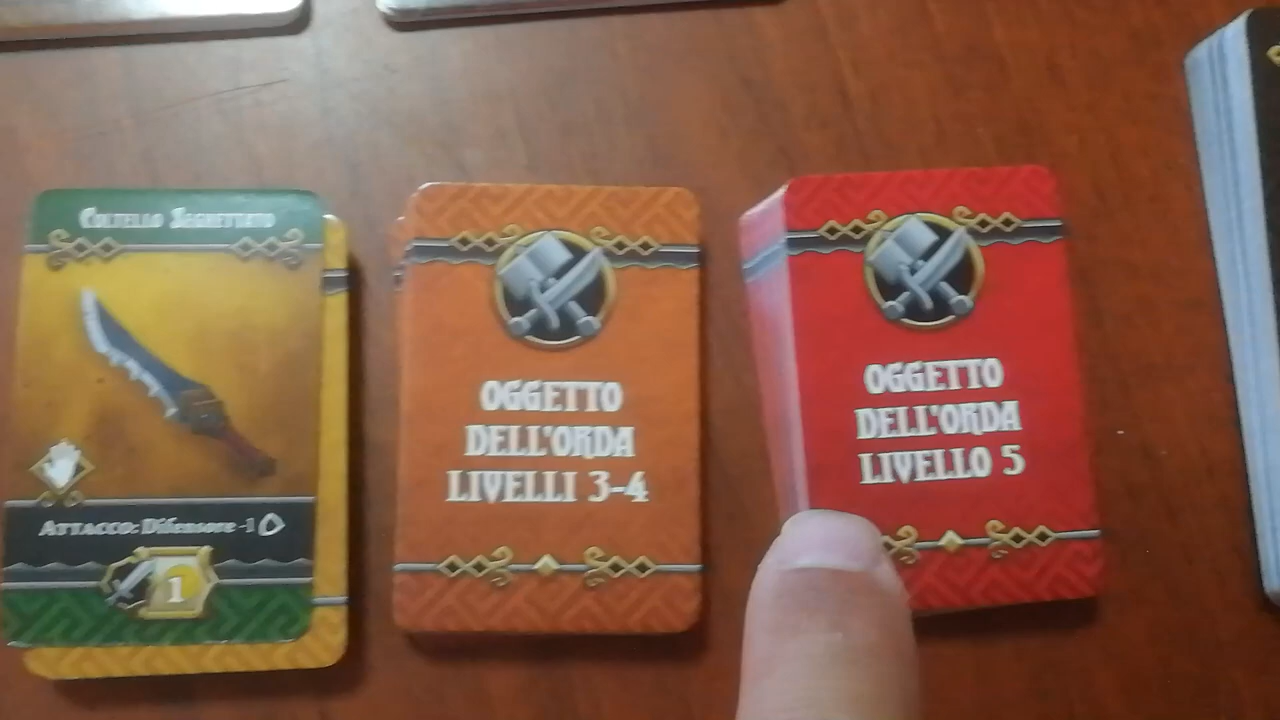 Coltello Seghettato
Attacco: Difensore -1
1
OGGETTO
DELL'ORDA
LIVELLI 3-4
OGGETTO
DELL'ORDA
LIVELLO 5